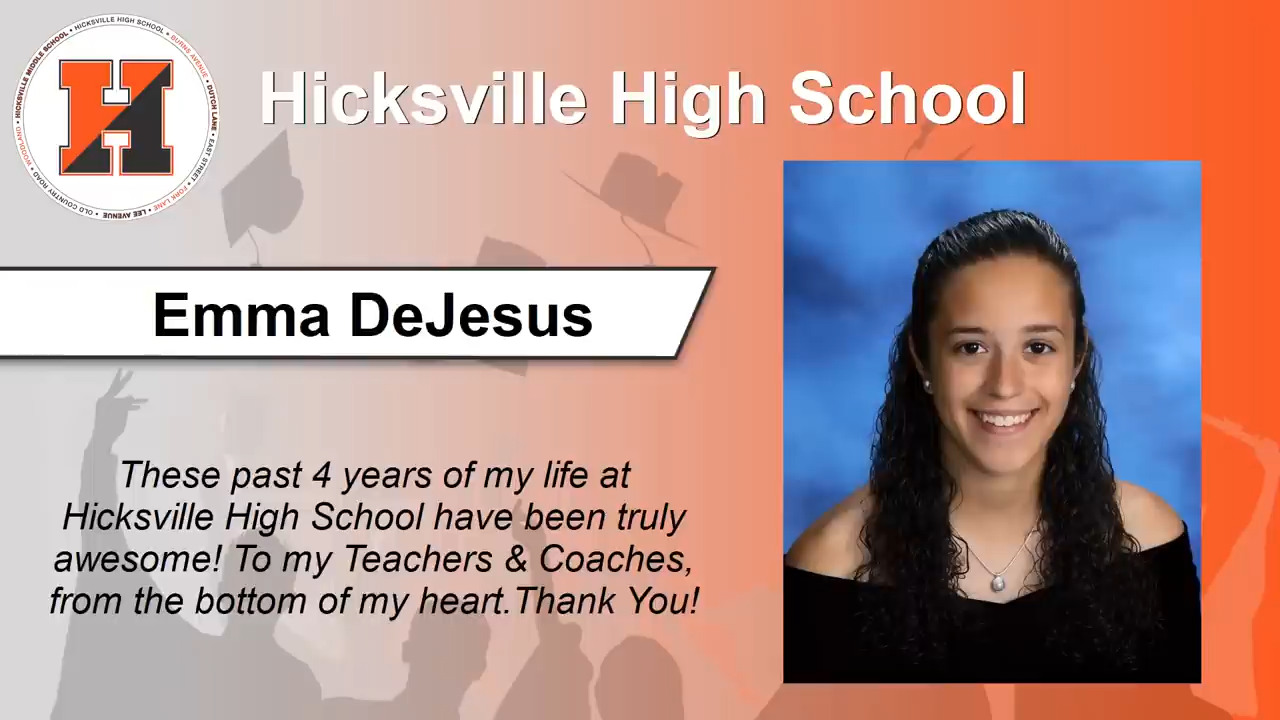 HICKSVILLE MIDDLE SCHOOL • HICKSVILLE HIGH SCHOOL • BURNS AVENUE • DUTCH LANE • EAST STREET • FORK LANE • LEE AVENUE • OLD COUNTRY ROAD • WOODLAND •
H
Hicksville High School
Emma DeJesus
These past 4 years of my life at
Hicksville High School have been truly
awesome! To my Teachers & Coaches,
from the bottom of my heart.Thank You!